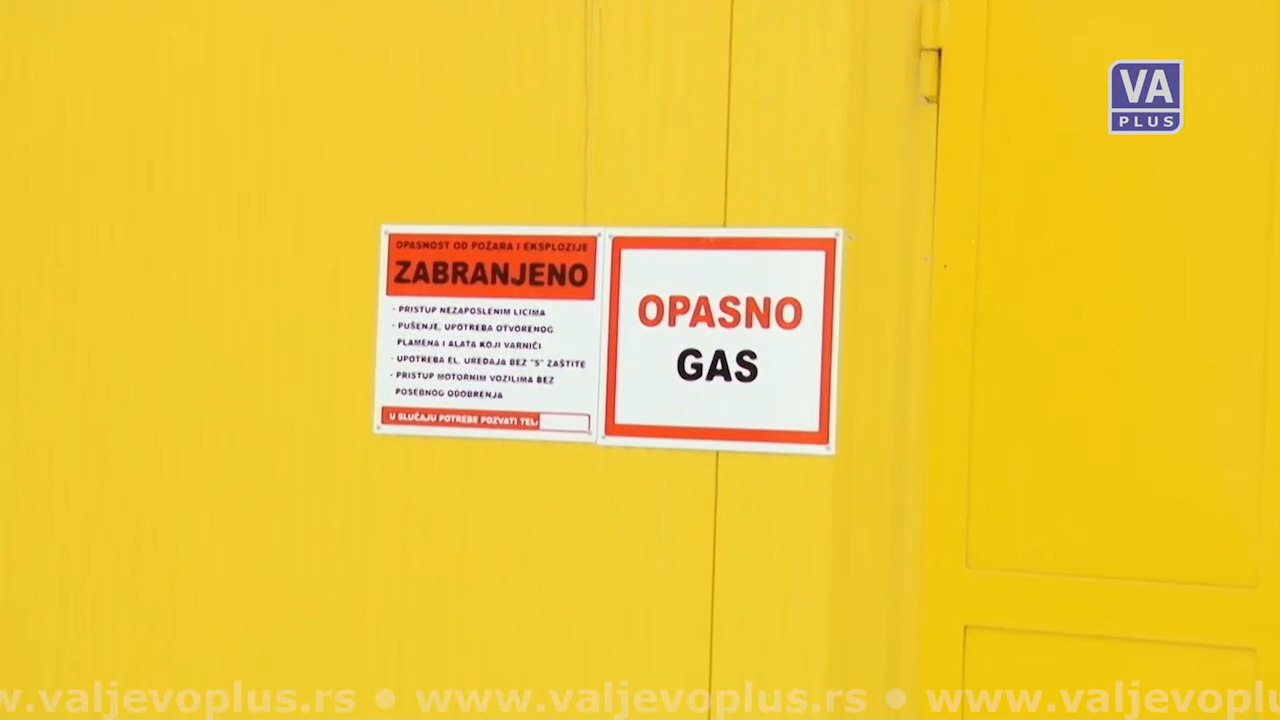 VA
PLUS
OPASNOST OD POŽARA I EKSPLOZIJE
ZABRANJENO
- PRISTUP NEZAPOSLENIM LICIMA
- PUŠENJE, UPOTREBA OTVORENOG
PLAMENA I ALATA KOJI VARNIČI
- UPOTREBA EL. UREĐAJA BEZ "S" ZAŠTITE
- PRISTUP MOTORNIM VOZILIMA BEZ
POSEBNOG ODOBRENJA
U SLUČAJU POTREBE POZVATI TEL:
OPASNO
GAS
w.valjevoplus.rs • www.valjevoplus.rs • www.valjevoplu